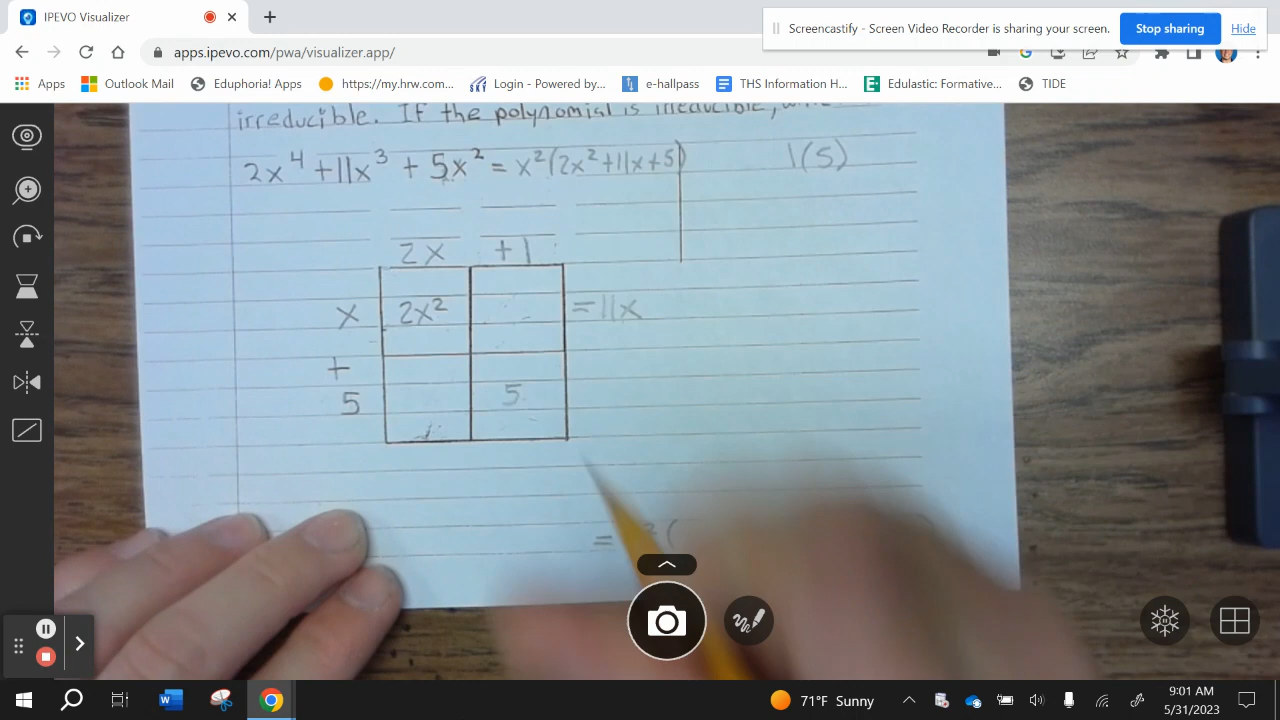 IPEVO Visualizer
Screencastify - Screen Video Recorder is sharing your screen. Stop sharing Hide
apps.ipevo.com/pwa/visualizer.app/
Apps Outlook Mail Eduphoria! App! https://my.hrw.com... Login - Powered by... e-hallpass THS Information H... Edulastic: Formative... TIDE
irreducible. If the polynomial is irreducible,
2x⁴ + 11x³ + 5x² = x²(2x² + 11x + 5) 1(5)
2x +1
x 2x² = 11x
+
5 5
= (
71°F Sunny 9:01 AM
5/31/2023